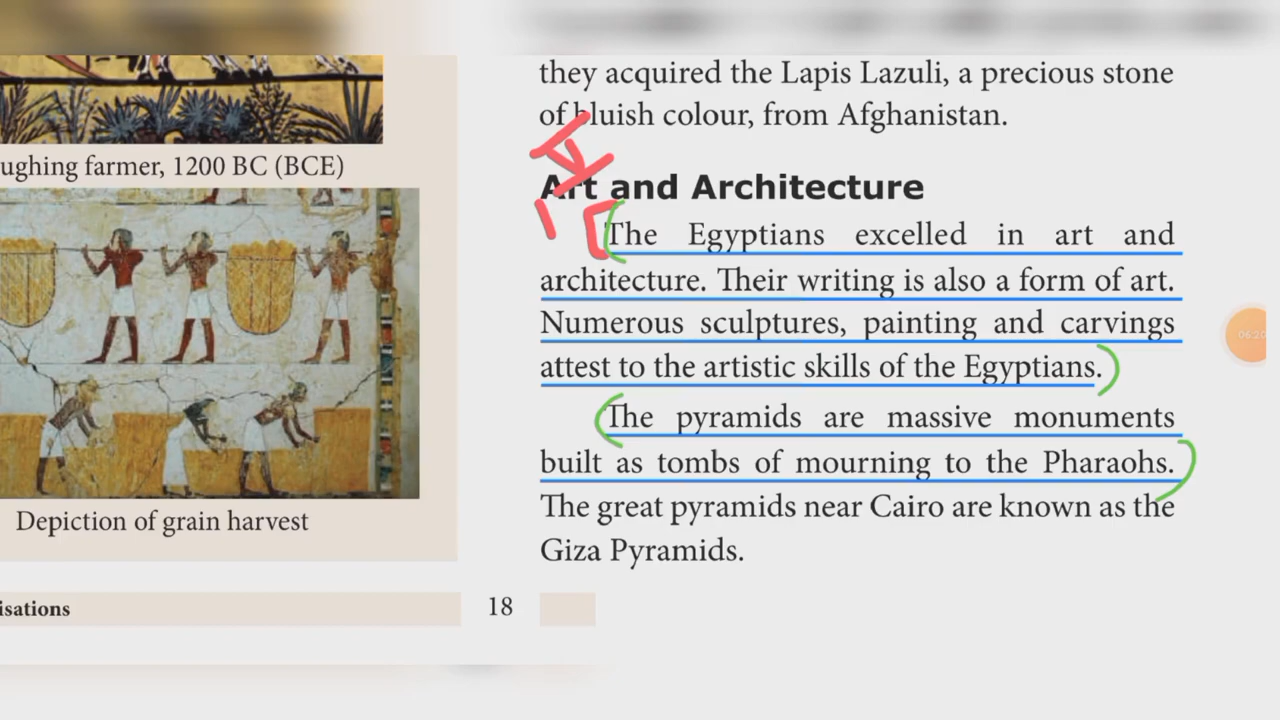 ughing farmer, 1200 BC (BCE)
Depiction of grain harvest
isations
18
they acquired the Lapis Lazuli, a precious stone
of bluish colour, from Afghanistan.
Art and Architecture
The Egyptians excelled in art and
architecture. Their writing is also a form of art.
Numerous sculptures, painting and carvings
attest to the artistic skills of the Egyptians.
The pyramids are massive monuments
built as tombs of mourning to the Pharaohs.
The great pyramids near Cairo are known as the
Giza Pyramids.
06:20